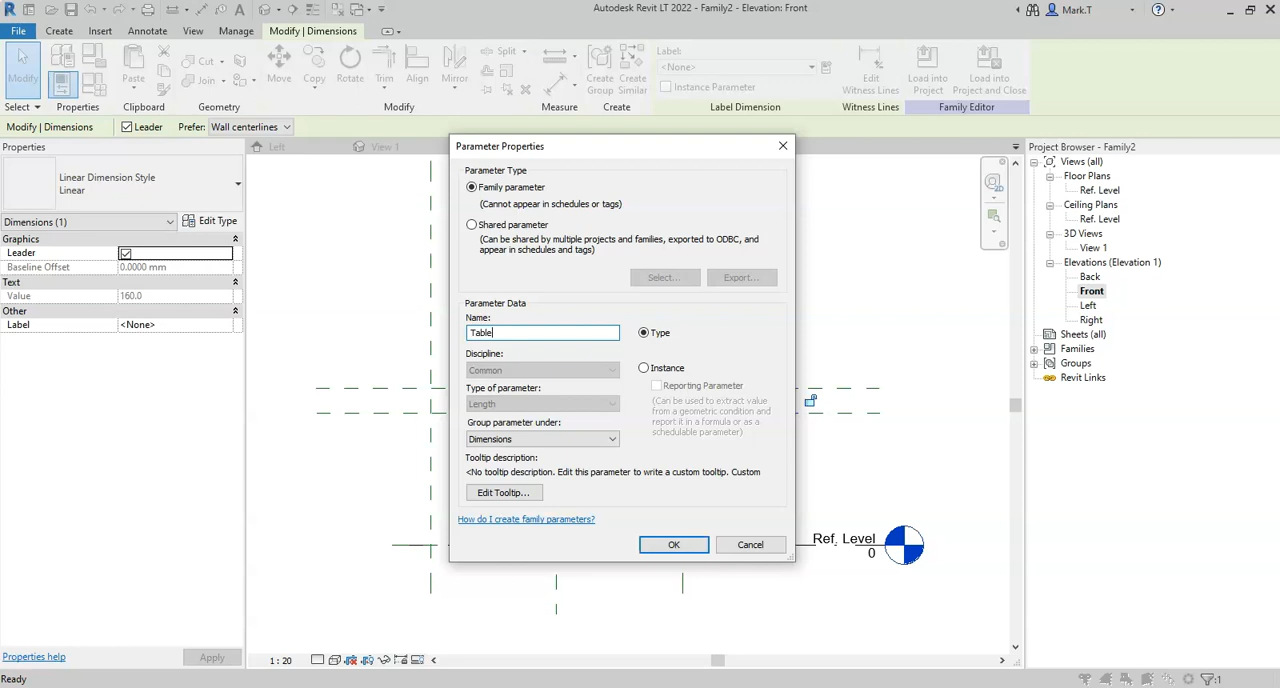 Autodesk Revit LT 2022 - Family2 - Elevation: Front
Mark.T
File Create Insert Annotate View Manage Modify | Dimensions
Modify
Paste
Cut
Join
Move
Copy
Rotate
Trim
Align
Mirror
Split
Create
Group
Create
Similar
Label:
<None>
Instance Parameter
Edit
Witness Lines
Load into
Project
Load into
Project and Close
Select Properties Clipboard Geometry Modify Measure Create Label Dimension Witness Lines Family Editor
Modify | Dimensions Leader Prefer: Wall centerlines
Properties
Linear Dimension Style
Linear
Dimensions (1) Edit Type
Graphics
Leader
Baseline Offset 0.0000 mm
Text
Value 160.0
Other
Label <None>
Properties help Apply
Left View 1
Parameter Properties
Parameter Type
Family parameter
(Cannot appear in schedules or tags)
Shared parameter
(Can be shared by multiple projects and families, exported to ODBC, and
appear in schedules and tags)
Select... Export...
Parameter Data
Name:
Table
Type
Discipline:
Common
Instance
Type of parameter:
Length
Reporting Parameter
(Can be used to extract value
from a geometric condition and
report it in a formula or as a
schedulable parameter)
Group parameter under:
Dimensions
Tooltip description:
<No tooltip description. Edit this parameter to write a custom tooltip. Custom
Edit Tooltip...
How do I create family parameters?
OK Cancel
Ref. Level
0
1 : 20
Project Browser - Family2
Views (all)
Floor Plans
Ref. Level
Ceiling Plans
Ref. Level
3D Views
View 1
Elevations (Elevation 1)
Back
Front
Left
Right
Sheets (all)
Families
Groups
Revit Links
Ready
:1